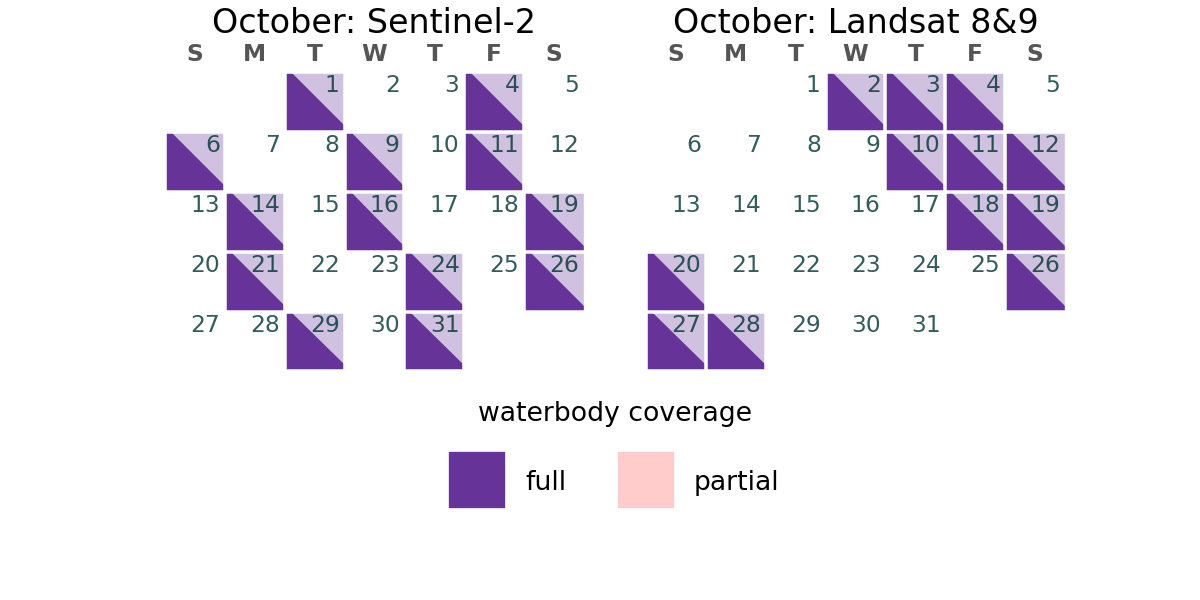 October: Sentinel-2
S M T W T F S
1 2 3 4 5
6 7 8 9 10 11 12
13 14 15 16 17 18 19
20 21 22 23 24 25 26
27 28 29 30 31
October: Landsat 8&9
S M T W T F S
1 2 3 4 5
6 7 8 9 10 11 12
13 14 15 16 17 18 19
20 21 22 23 24 25 26
27 28 29 30 31
waterbody coverage
full partial